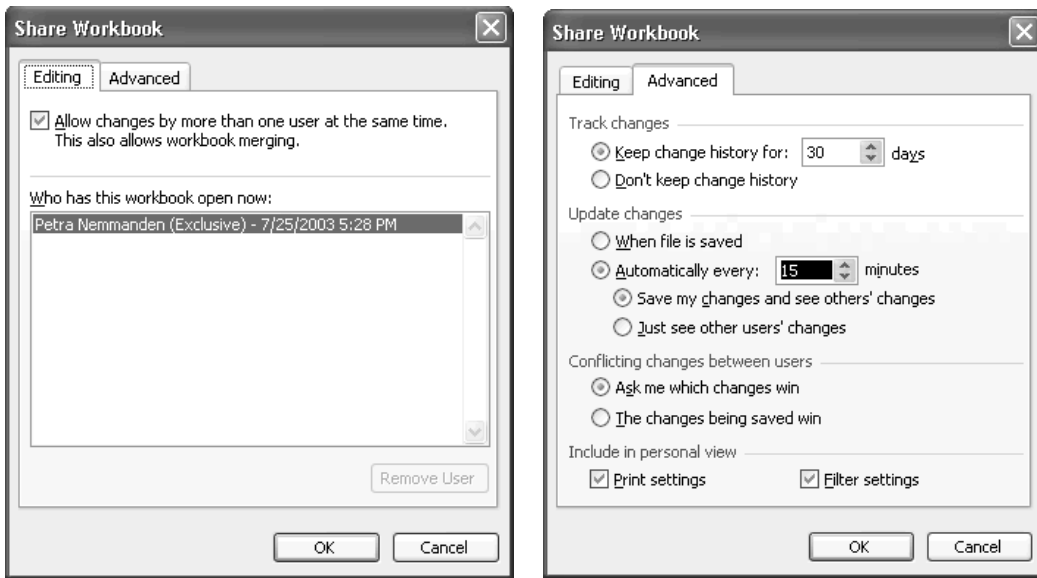 Share Workbook
Editing
Advanced
Allow changes by more than one user at the same time.
This also allows workbook merging.
Who has this workbook open now:
Petra Nemmanden (Exclusive) - 7/25/2003 5:28 PM
Remove User
OK
Cancel
Share Workbook
Editing
Advanced
Track changes
Keep change history for: 30 days
Don't keep change history
Update changes
When file is saved
Automatically every: 15 minutes
Save my changes and see others' changes
Just see other users' changes
Conflicting changes between users
Ask me which changes win
The changes being saved win
Include in personal view
Print settings
Filter settings
OK
Cancel